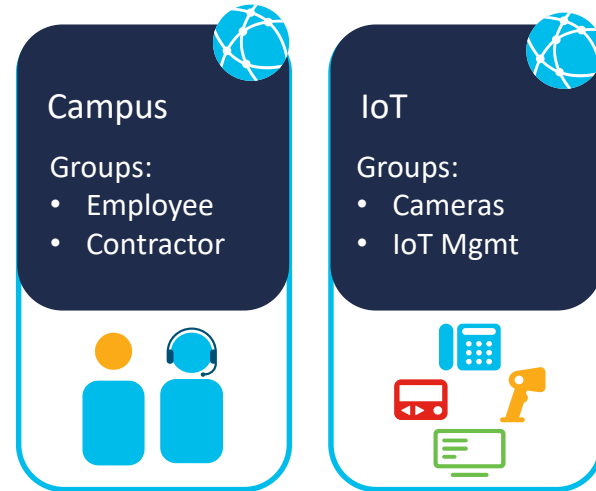 Campus
Groups:
• Employee
• Contractor
IoT
Groups:
• Cameras
• IoT Mgmt